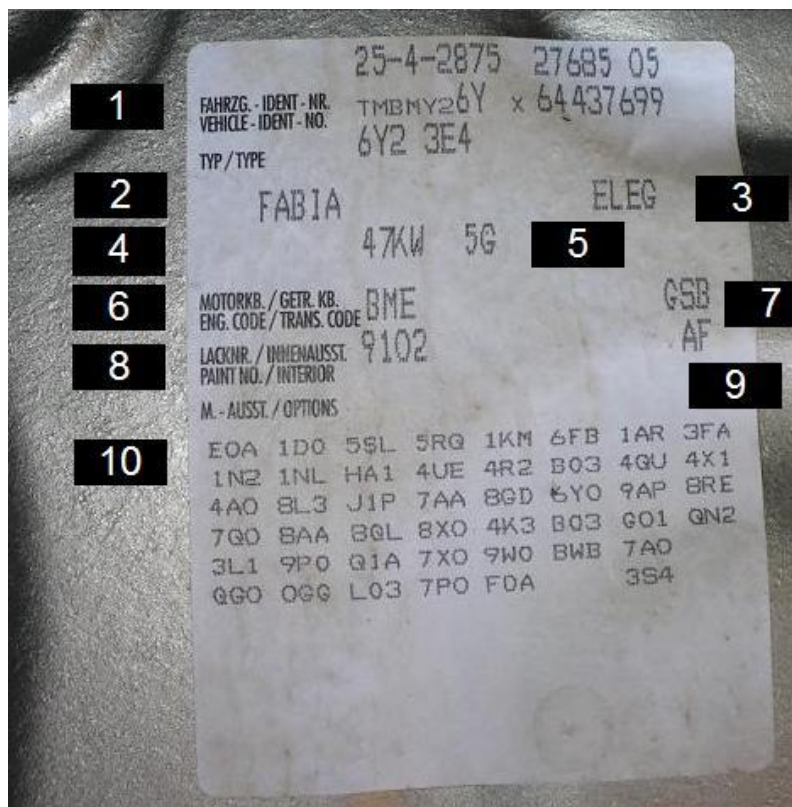 25-4-2875 27685 05
1 FAHRZG. - IDENT - NR.
VEHICLE - IDENT - NO. TMBMY26Y x 64437699
TYP / TYPE 6Y2 3E4
2 FABIA ELEG 3
4 47KW 5G 5
6 MOTORKB. / GETR. KB.
ENG. CODE / TRANS. CODE BME GSB 7
8 LACKNR. / INNENAUSST.
PAINT NO. / INTERIOR 9102 AF
9
M. - AUSST. / OPTIONS
10 E0A 1D0 5SL 5RQ 1KM 6FB 1AR 3FA
1N2 1NL HA1 4UE 4R2 B03 4GU 4X1
4A0 8L3 J1P 7AA 8GD 6Y0 9AP 8RE
7Q0 8AA 8QL 8X0 4K3 B03 G01 QN2
3L1 9P0 Q1A 7X0 9W0 BWB 7A0
QG0 0GG L03 7P0 F0A 3S4